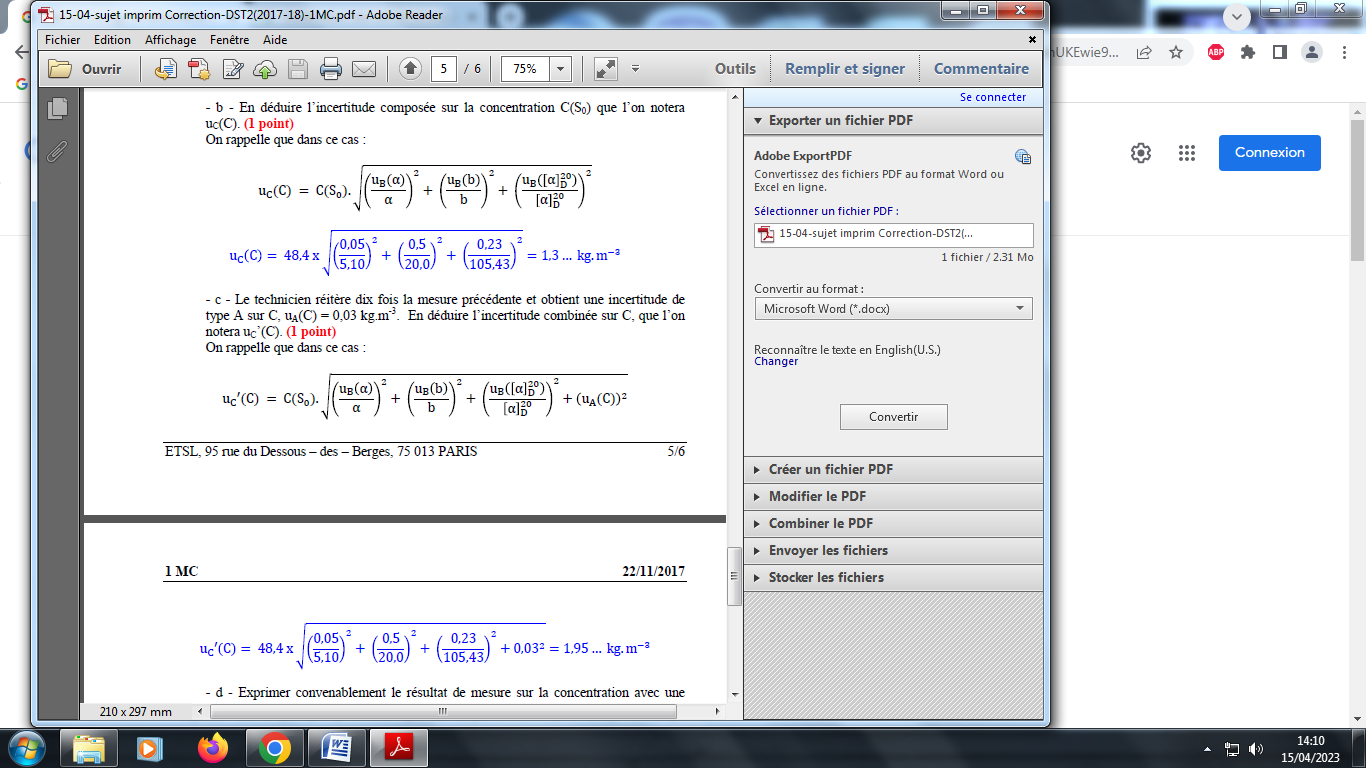 15-04-sujet imprim Correction-DST2(2017-18)-1MC.pdf - Adobe Reader
Fichier Edition Affichage Fenêtre Aide
Ouvrir 5 / 6 75% Outils Remplir et signer Commentaire
nUKEwie9...
ABP
Connexion
- b - En déduire l'incertitude composée sur la concentration C(S₀) que l'on notera
u_C(C). (1 point)
On rappelle que dans ce cas :
u_C(C) = C(S₀).√((u_B(α)/α)² + (u_B(b)/b)² + (u_B([α]_D^20)/[α]_D^20)²)
u_C(C) = 48,4 x √((0,05/5,10)² + (0,5/20,0)² + (0,23/105,43)²) = 1,3 … kg.m⁻³
- c - Le technicien réitère dix fois la mesure précédente et obtient une incertitude de
type A sur C, u_A(C) = 0,03 kg.m⁻³. En déduire l'incertitude combinée sur C, que l'on
notera u_C'(C). (1 point)
On rappelle que dans ce cas :
u_C'(C) = C(S₀).√((u_B(α)/α)² + (u_B(b)/b)² + (u_B([α]_D^20)/[α]_D^20)² + (u_A(C))²)
ETSL, 95 rue du Dessous – des – Berges, 75 013 PARIS 5/6
1 MC 22/11/2017
u_C'(C) = 48,4 x √((0,05/5,10)² + (0,5/20,0)² + (0,23/105,43)² + 0,03²) = 1,95 … kg.m⁻³
- d - Exprimer convenablement le résultat de mesure sur la concentration avec une
210 x 297 mm
Se connecter
Exporter un fichier PDF
Adobe ExportPDF
Convertissez des fichiers PDF au format Word ou
Excel en ligne.
Sélectionner un fichier PDF :
15-04-sujet imprim Correction-DST2(...
1 fichier / 2.31 Mo
Convertir au format :
Microsoft Word (*.docx)
Reconnaître le texte en English(U.S.)
Changer
Convertir
Créer un fichier PDF
Modifier le PDF
Combiner le PDF
Envoyer les fichiers
Stocker les fichiers
14:10
15/04/2023